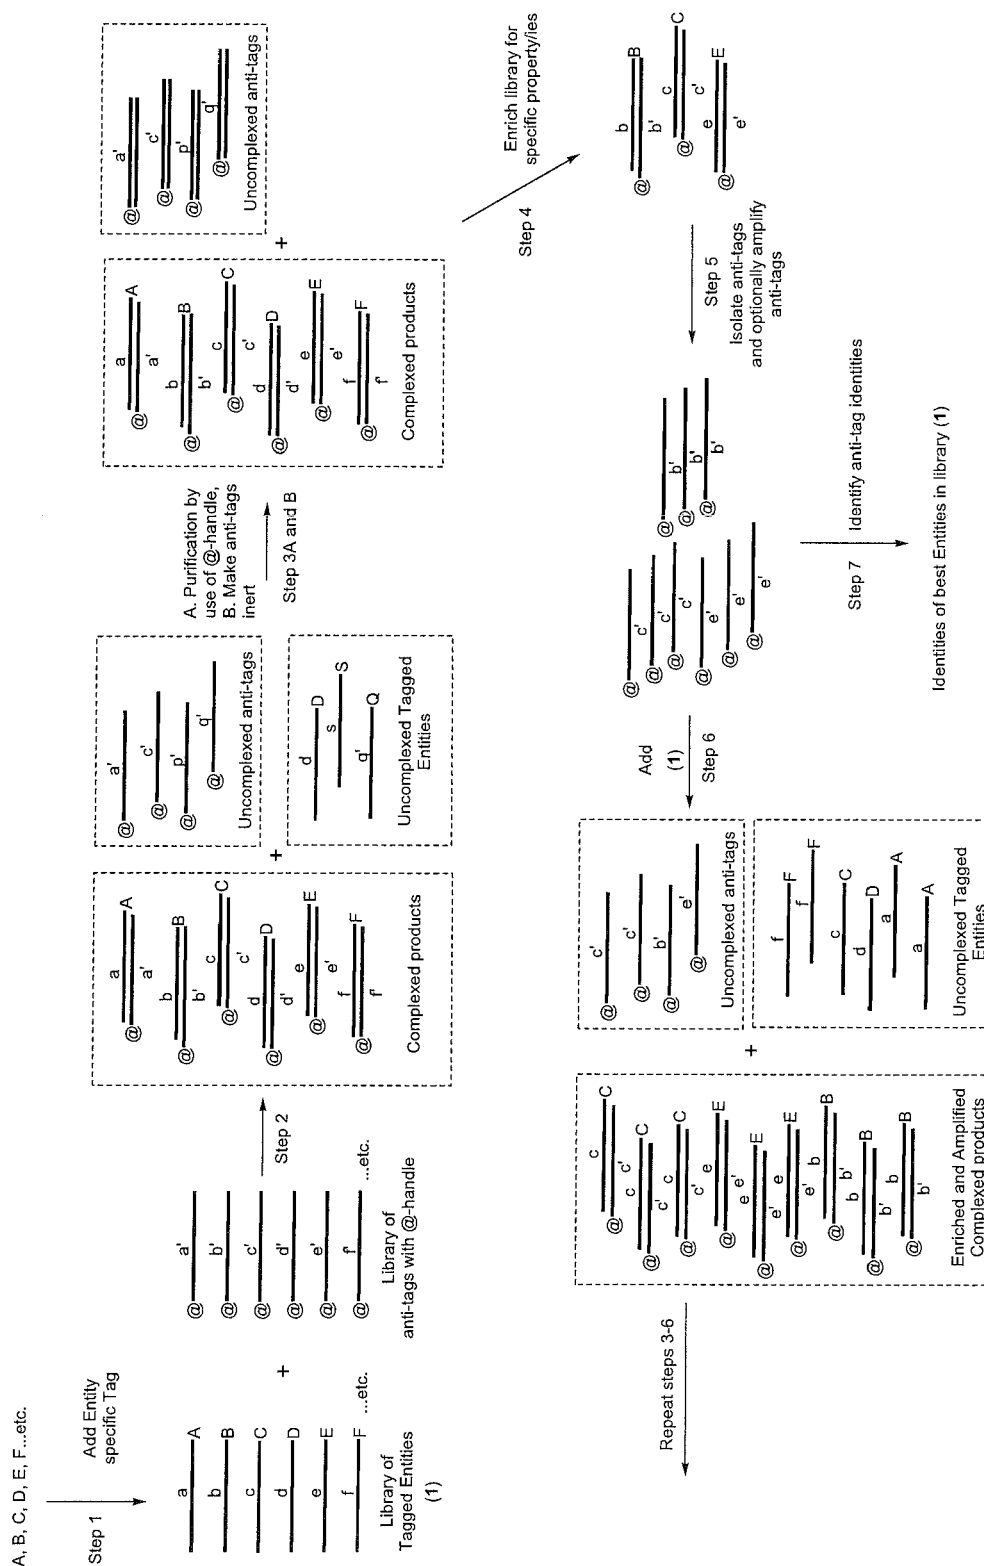 A, B, C, D, E, F...etc.
Step 1
Add Entity
specific Tag
a
A
b
B
c
C
d
D
e
E
f
F
...etc.
Library of
Tagged Entities
(1)
+
@
a'
@
b'
@
c'
@
d'
@
e'
@
f'
...etc.
Library of
anti-tags with @-handle
Step 2
a
A
@
a'
b
B
@
b'
c
C
@
c'
d
D
@
d'
e
E
@
e'
f
F
@
f'
Complexed products
+
@
a'
@
c'
@
p'
@
q'
Uncomplexed anti-tags
d
D
s
S
q'
Q
Uncomplexed Tagged
Entities
A. Purification by
use of @-handle,
B. Make anti-tags
inert
Step 3A and B
a
A
@
a'
b
B
@
b'
c
C
@
c'
d
D
@
d'
e
E
@
e'
f
F
@
f'
Complexed products
+
@
a'
@
c'
@
p'
@
q'
Uncomplexed anti-tags
Step 4
Enrich library for
specific property/ies
b
B
@
b'
c
C
@
c'
e
E
@
e'
Step 5
Isolate anti-tags
and optionally amplify
anti-tags
@
c'
@
c'
@
c'
@
e'
@
e'
@
e'
@
b'
@
b'
@
b'
Step 7
Identify anti-tag identities
Identities of best Entities in library (1)
Add
(1)
Step 6
c
C
@
c'
c
C
@
c'
c
C
@
c'
e
E
@
e'
e
E
@
e'
e
E
@
e'
b
B
@
b'
b
B
@
b'
b
B
@
b'
Enriched and Amplified
Complexed products
+
@
c'
@
c'
@
b'
@
e'
Uncomplexed anti-tags
f
F
f
F
c
C
d
D
a
A
a
A
Uncomplexed Tagged
Entities
Repeat steps 3-6